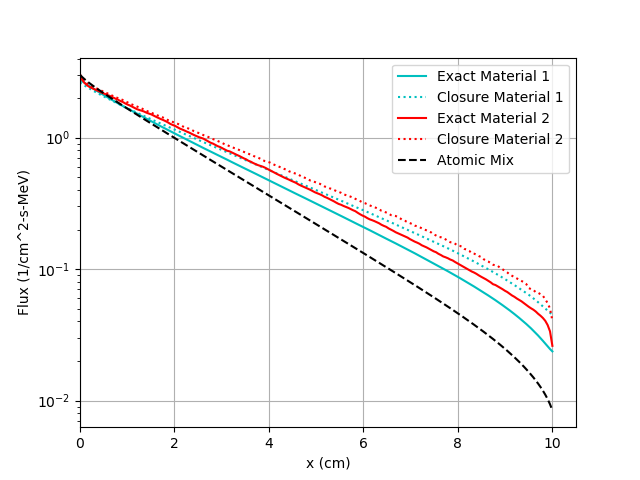 Exact Material 1
Closure Material 1
Exact Material 2
Closure Material 2
Atomic Mix
Flux (1/cm^2-s-MeV)
10^0
10^-1
10^-2
0 2 4 6 8 10
x (cm)